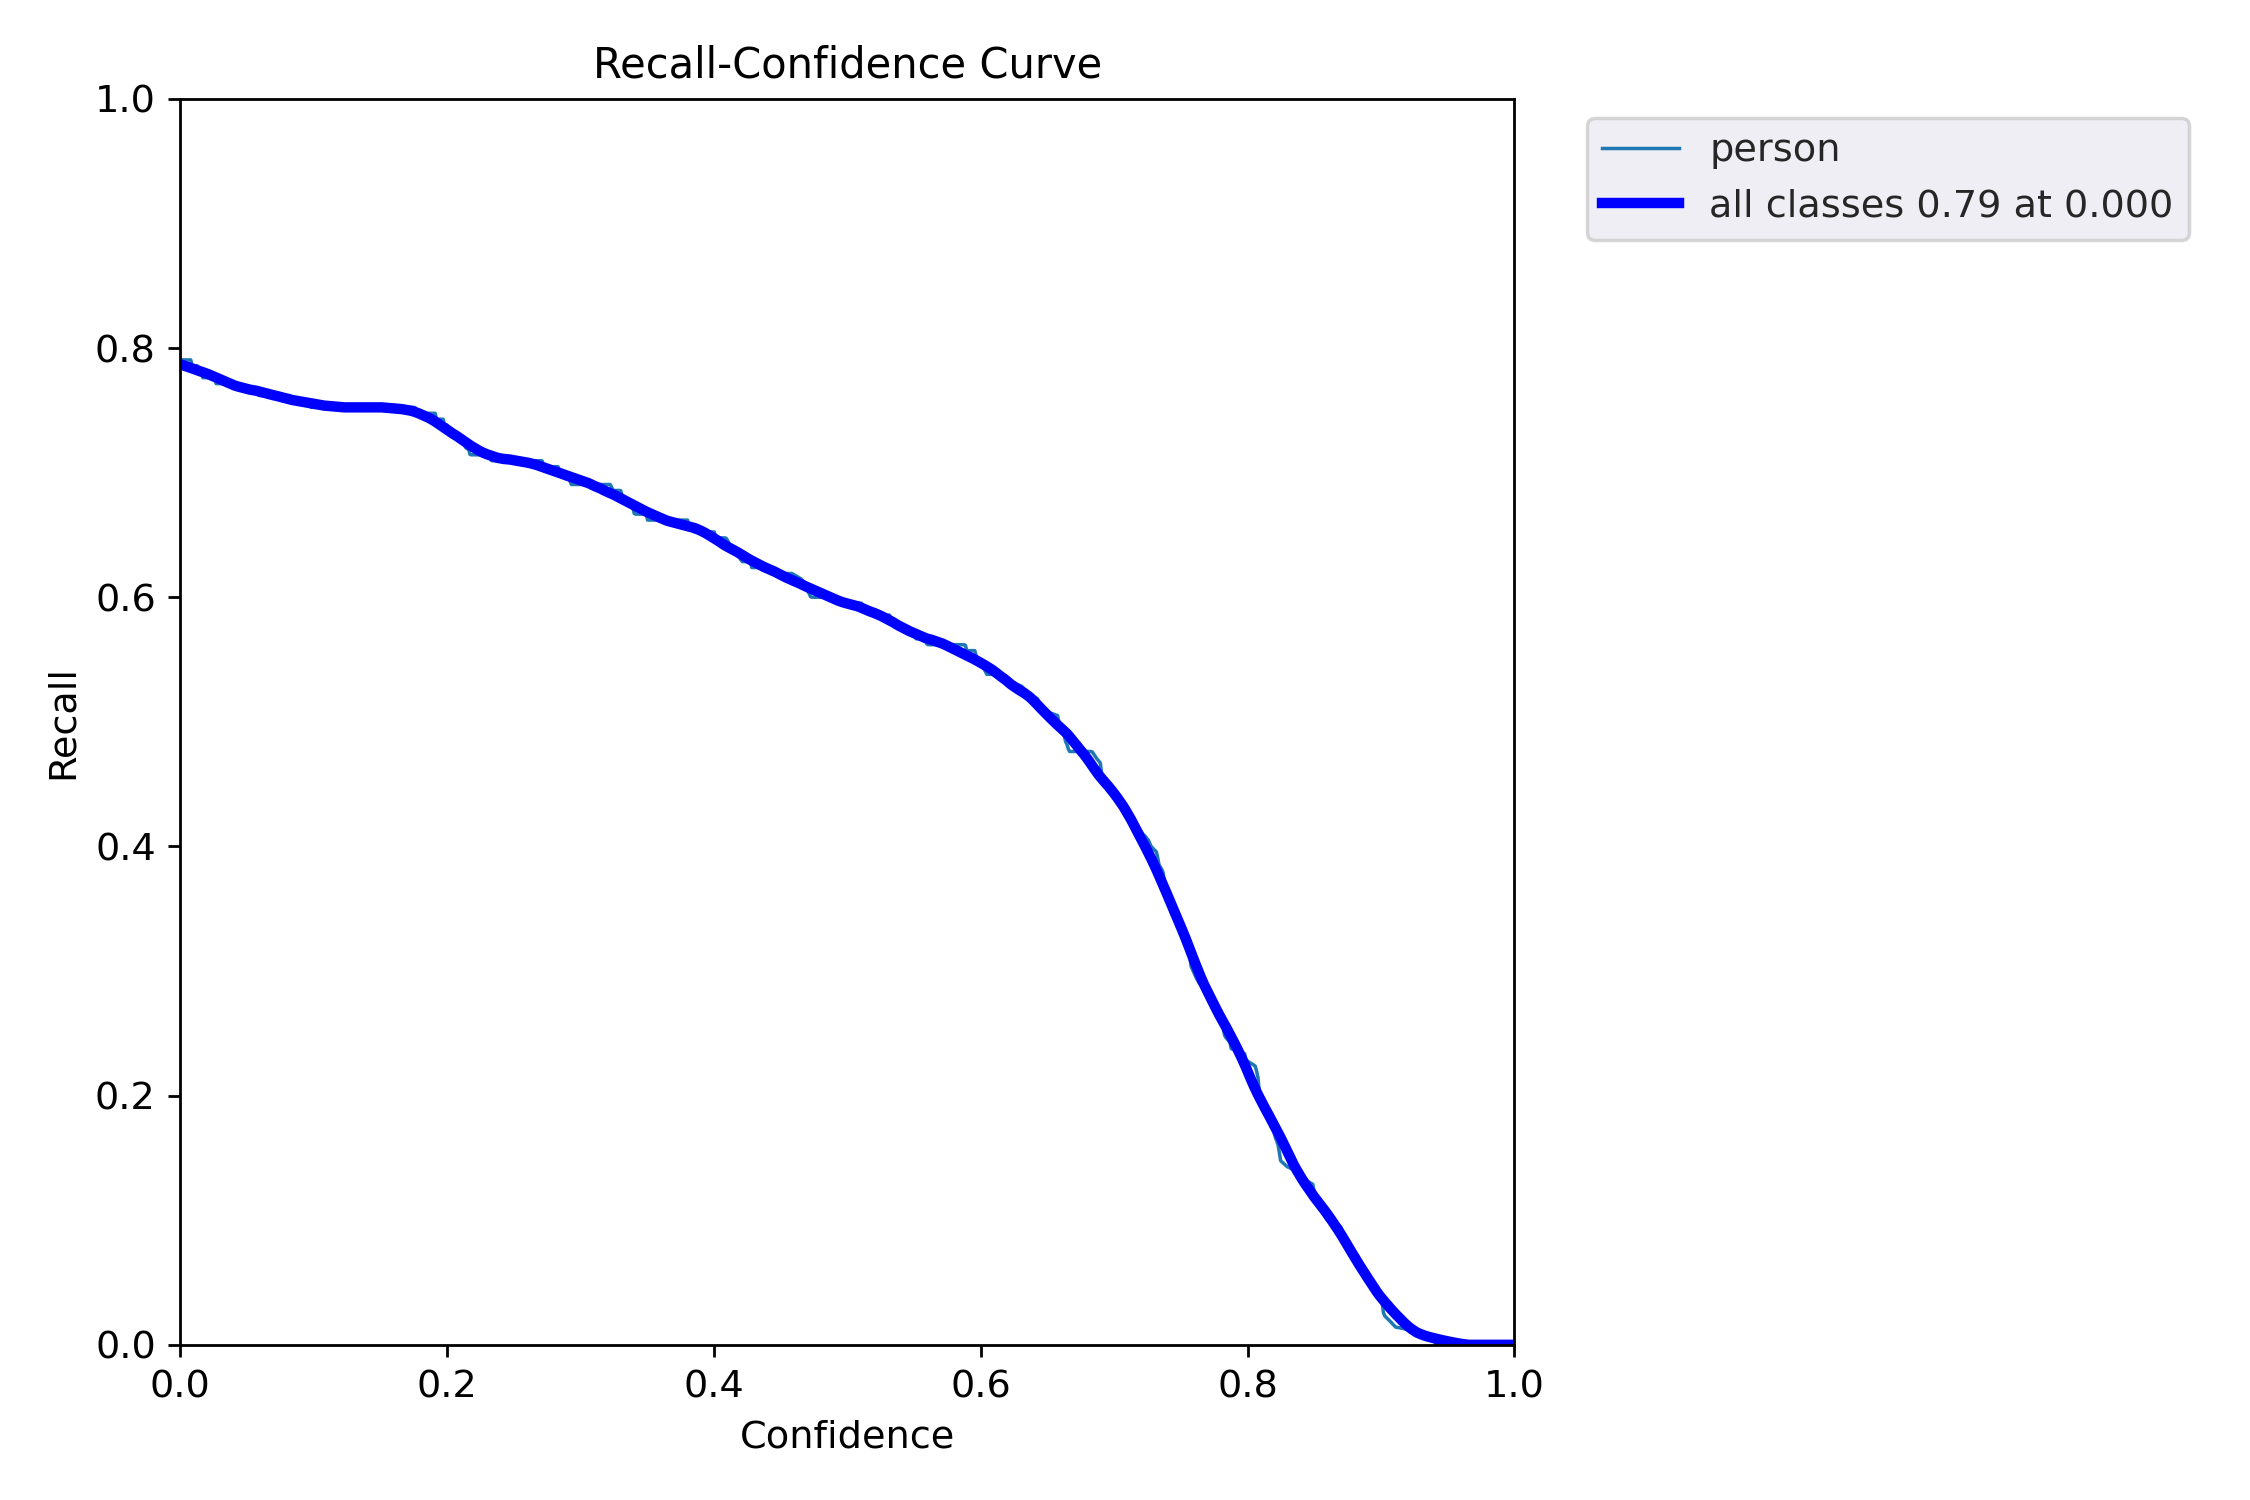 Recall-Confidence Curve
person
all classes 0.79 at 0.000
1.0
0.8
0.6
0.4
0.2
0.0
Recall
0.0 0.2 0.4 0.6 0.8 1.0
Confidence